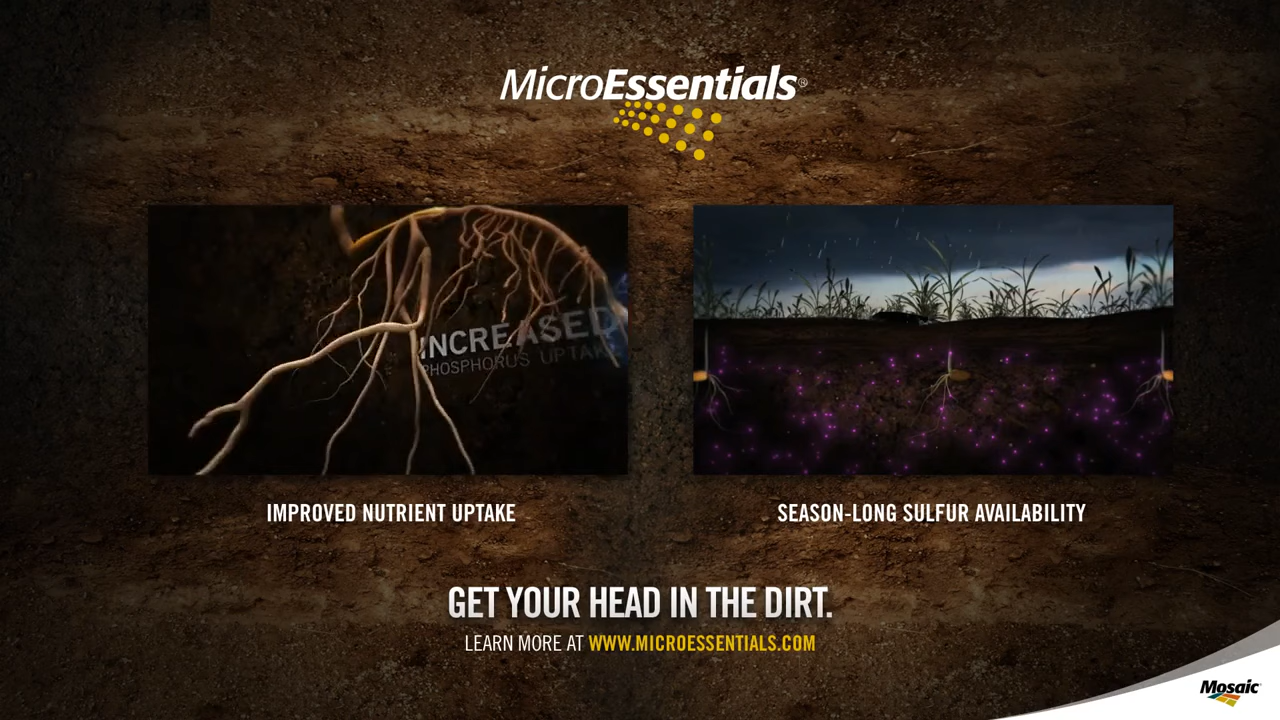 MicroEssentials®
INCREASED
PHOSPHORUS UPTAKE
IMPROVED NUTRIENT UPTAKE
SEASON-LONG SULFUR AVAILABILITY
GET YOUR HEAD IN THE DIRT.
LEARN MORE AT WWW.MICROESSENTIALS.COM
Mosaic